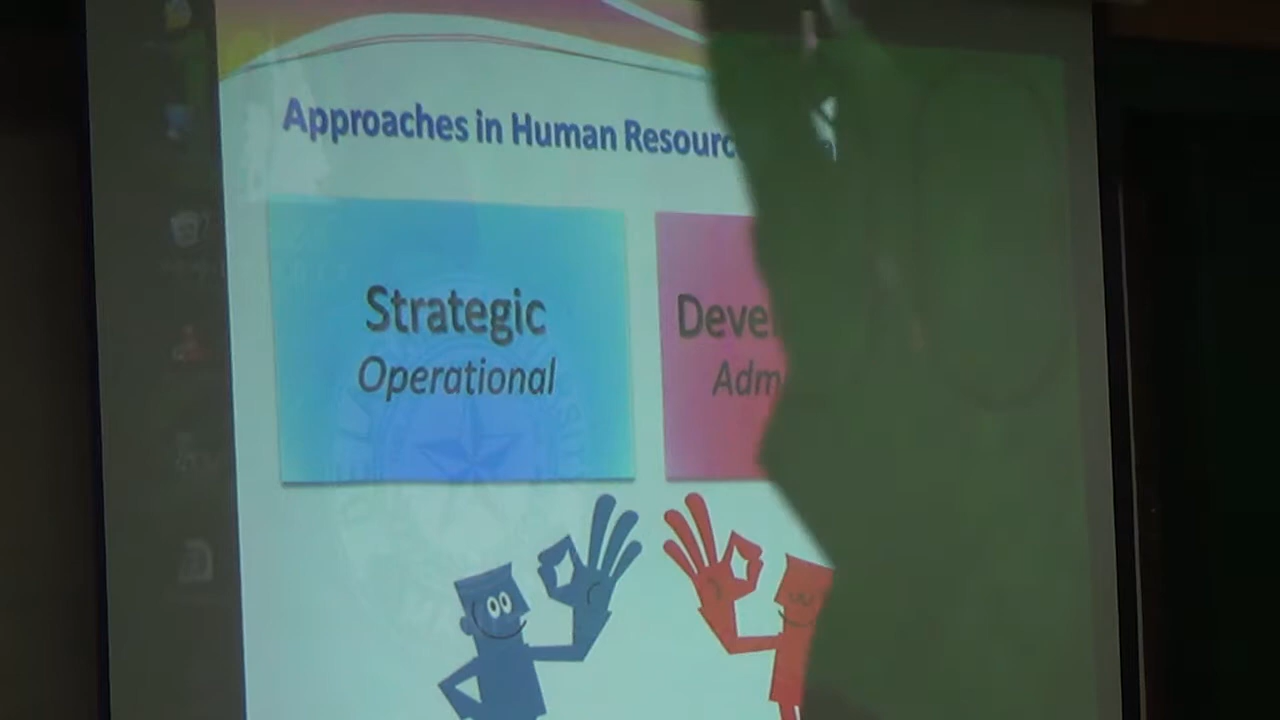 Approaches in Human Resourc
Strategic
Operational
Deve
Adm